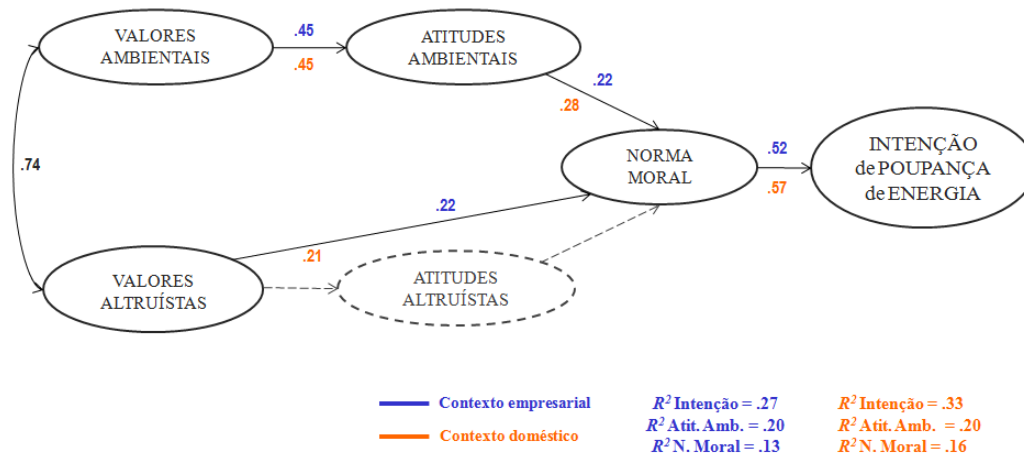 VALORES
AMBIENTAIS
.45
.45
ATITUDES
AMBIENTAIS
.22
.28
.74
NORMA
MORAL
.52
.57
INTENÇÃO
de POUPANÇA
de ENERGIA
.22
.21
VALORES
ALTRUÍSTAS
ATITUDES
ALTRUÍSTAS
Contexto empresarial
R² Intenção = .27
R² Intenção = .33
R² Atit. Amb. = .20
R² Atit. Amb. = .20
Contexto doméstico
R² N. Moral = .13
R² N. Moral = .16